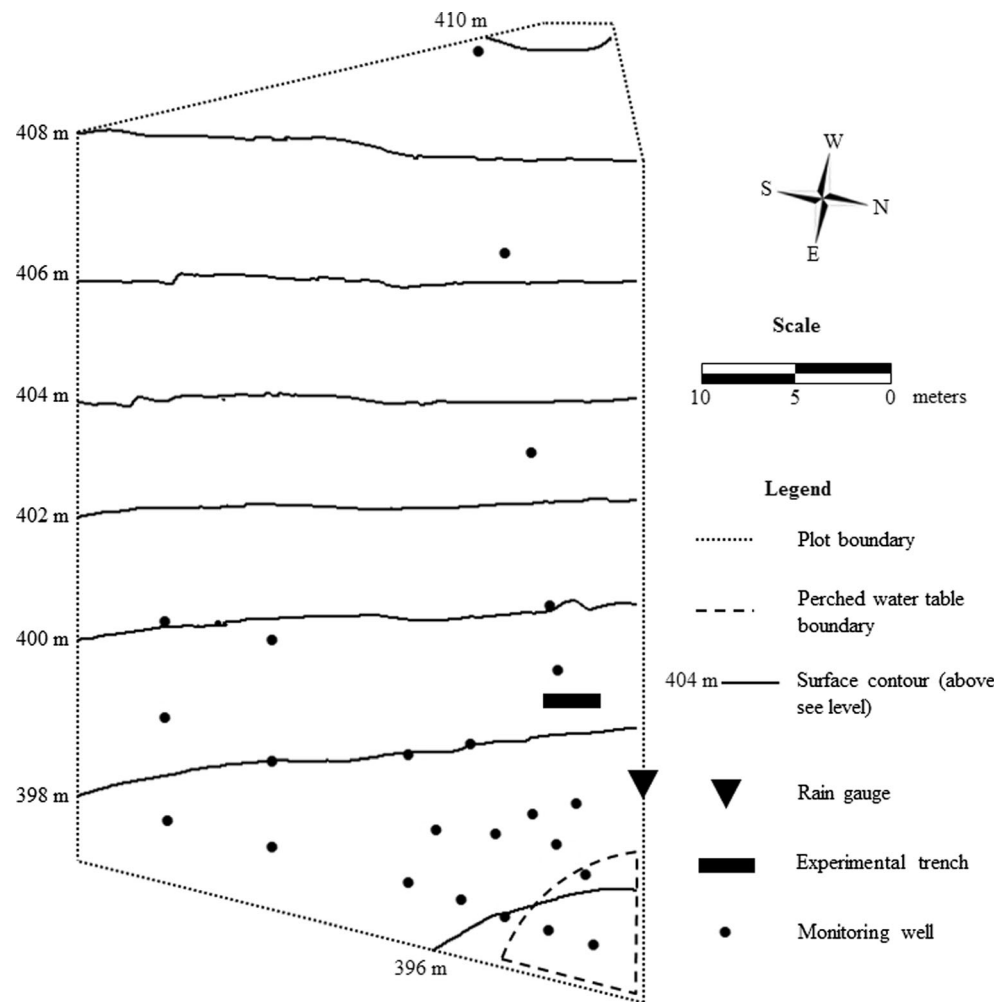 410 m
408 m
406 m
404 m
402 m
400 m
398 m
396 m
W
S
N
E
Scale
10 5 0 meters
Legend
Plot boundary
Perched water table
boundary
404 m
Surface contour (above
see level)
Rain gauge
Experimental trench
Monitoring well